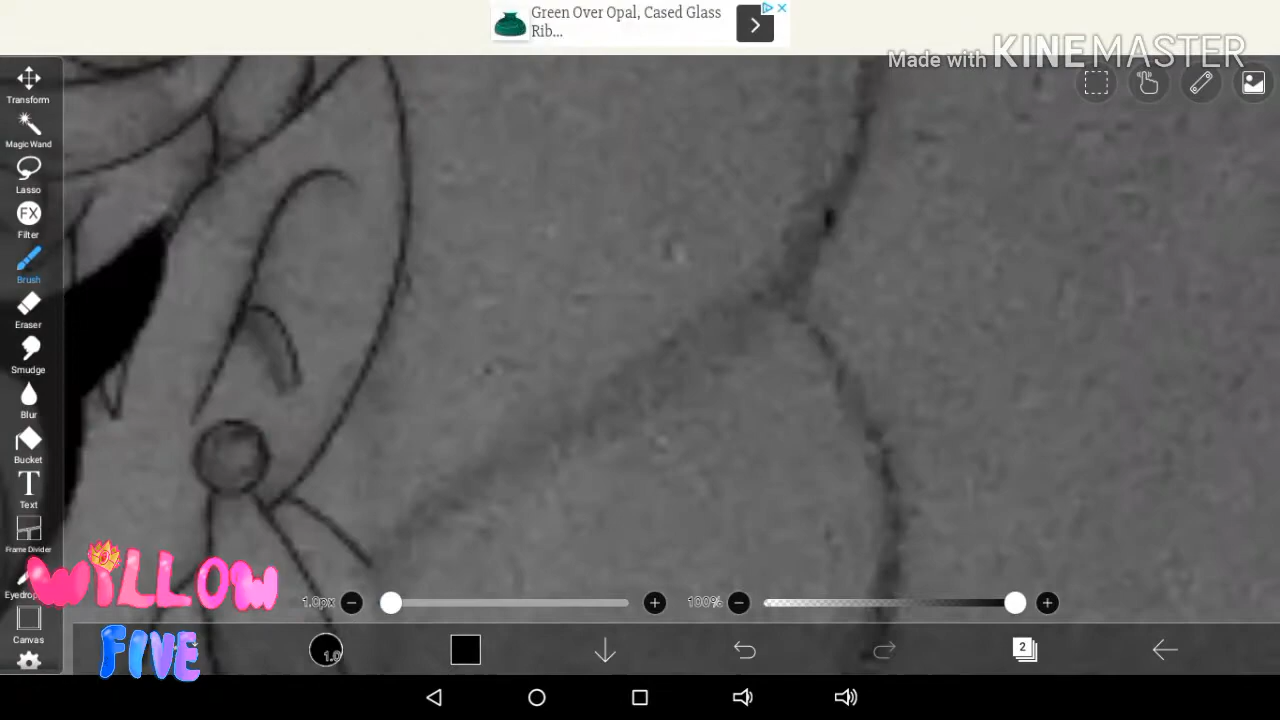 Green Over Opal, Cased Glass
Rib...
Made with KINEMASTER
Transform
Magic Wand
Lasso
FX
Filter
Brush
Eraser
Smudge
Blur
Bucket
T
Text
Frame Divider
Canvas
WiLLOW
FIVE
1.0px
100%
1.0
2